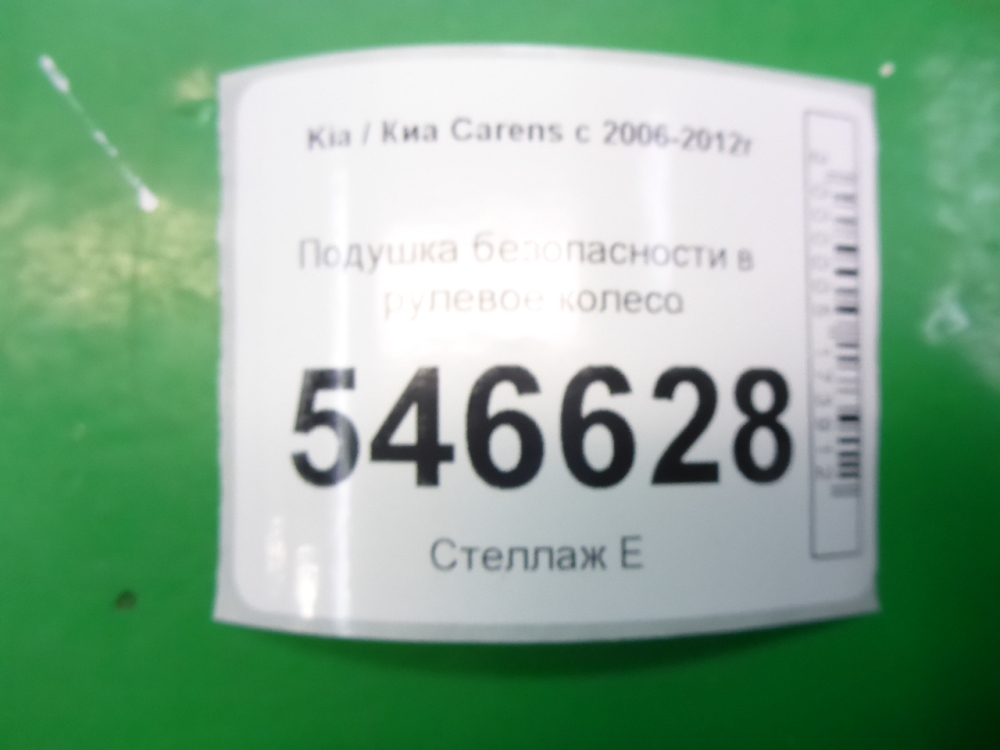 Kia / Киа Carens с 2006-2012г
Подушка безопасности в
рулевое колесо
546628
Стеллаж Е